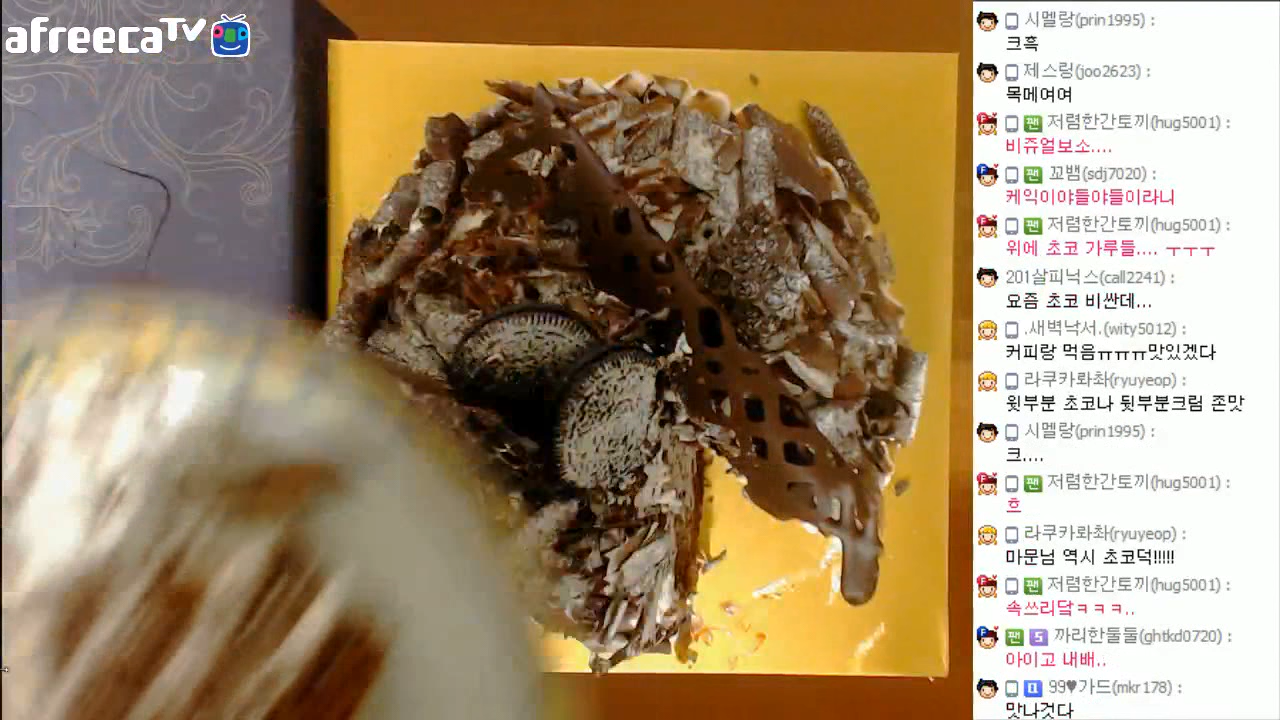 afreecaTV
시멜랑(prin1995) :
크흑
제스렁(joo2623) :
목메여여
팬 저렴한간토끼(hug5001) :
비쥬얼보소....
팬 꼬뱀(sdj7020) :
케익이야들야들이라니
팬 저렴한간토끼(hug5001) :
위에 초코 가루들.... ㅜㅜㅜ
201살피닉스(call2241) :
요즘 초코 비싼데...
.새벽낙서.(wity5012) :
커피랑 먹음ㅠㅠㅠ맛있겠다
라쿠카롸촤(ryuyeop) :
윗부분 초코나 뒷부분크림 존맛
시멜랑(prin1995) :
크....
팬 저렴한간토끼(hug5001) :
흐
라쿠카롸촤(ryuyeop) :
마문님 역시 초코덕!!!!!
팬 저렴한간토끼(hug5001) :
속쓰리닼ㅋㅋㅋ..
팬 S 까리한둘둘(ghtkd0720) :
아이고 내배..
99♥가드(mkr178) :
맛나것다